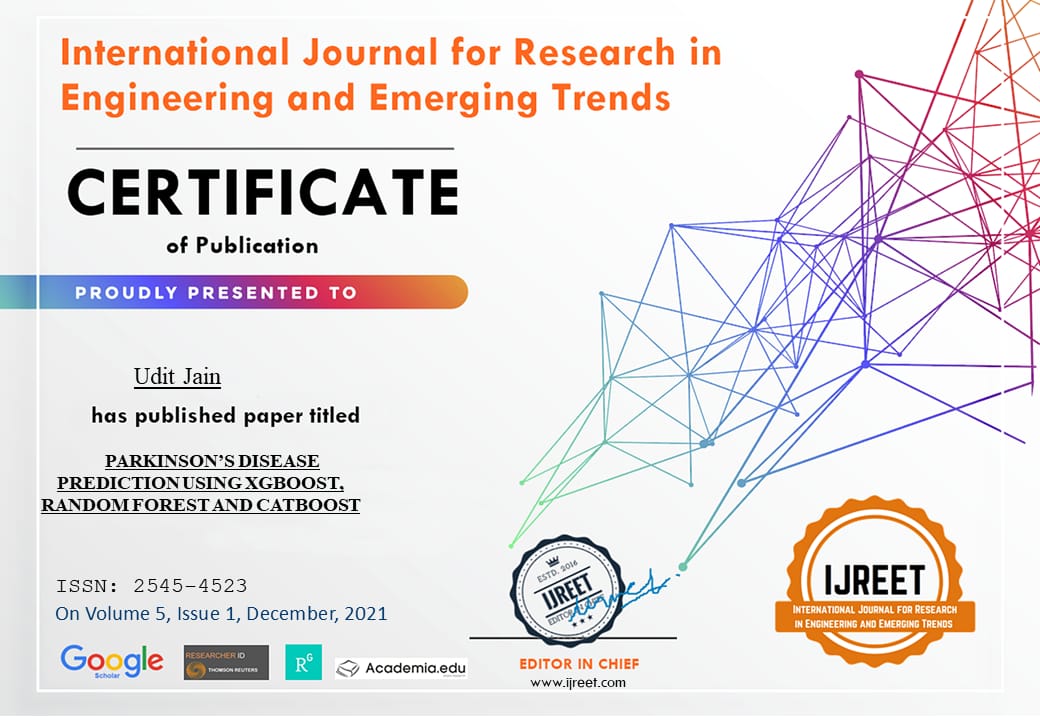 International Journal for Research in
Engineering and Emerging Trends
CERTIFICATE
of Publication
PROUDLY PRESENTED TO
Udit Jain
has published paper titled
PARKINSON’S DISEASE
PREDICTION USING XGBOOST,
RANDOM FOREST AND CATBOOST
ISSN: 2545-4523
On Volume 5, Issue 1, December, 2021
Google
Scholar
RESEARCHER ID
THOMSON REUTERS
RG
Academia.edu
ESTD. 2016
IJREET
EDITOR
EDITOR IN CHIEF
www.ijreet.com
IJREET
INTERNATIONAL JOURNAL FOR RESEARCH
IN ENGINEERING AND EMERGING TRENDS